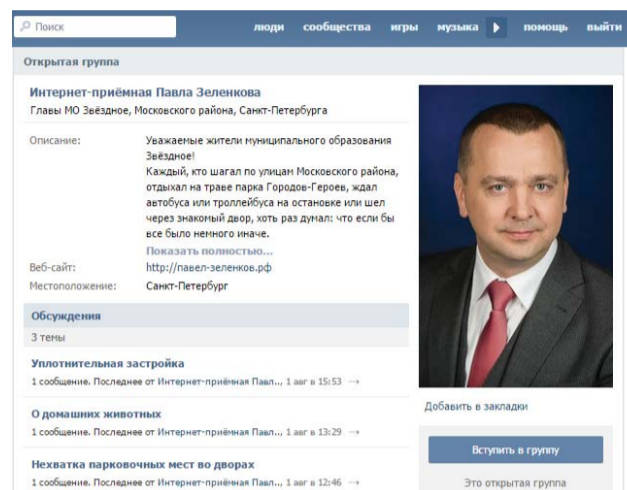 Поиск
люди сообщества игры музыка помощь выйти
Открытая группа
Интернет-приёмная Павла Зеленкова
Главы МО Звёздное, Московского района, Санкт-Петербурга
Описание:
Уважаемые жители муниципального образования
Звёздное!
Каждый, кто шагал по улицам Московского района,
отдыхал на траве парка Городов-Героев, ждал
автобуса или троллейбуса на остановке или шел
через знакомый двор, хоть раз думал: что если бы
все было немного иначе.
Показать полностью...
Веб-сайт: http://павел-зеленков.рф
Местоположение: Санкт-Петербург
Обсуждения
3 темы
Уплотнительная застройка
1 сообщение. Последнее от Интернет-приёмная Павл.., 1 авг в 15:53 →
О домашних животных
1 сообщение. Последнее от Интернет-приёмная Павл.., 1 авг в 13:29 →
Нехватка парковочных мест во дворах
1 сообщение. Последнее от Интернет-приёмная Павл.., 1 авг в 12:46 →
Добавить в закладки
Вступить в группу
Это открытая группа